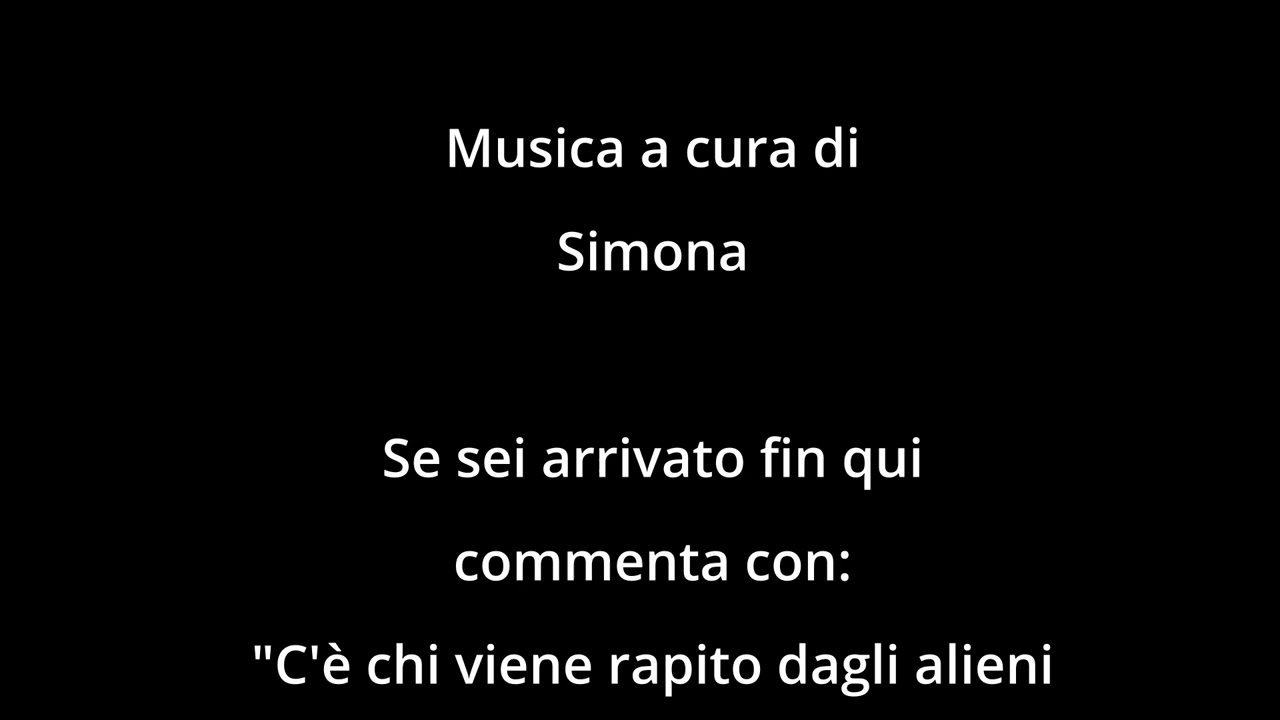 Musica a cura di
Simona
Se sei arrivato fin qui
commenta con:
"C'è chi viene rapito dagli alieni